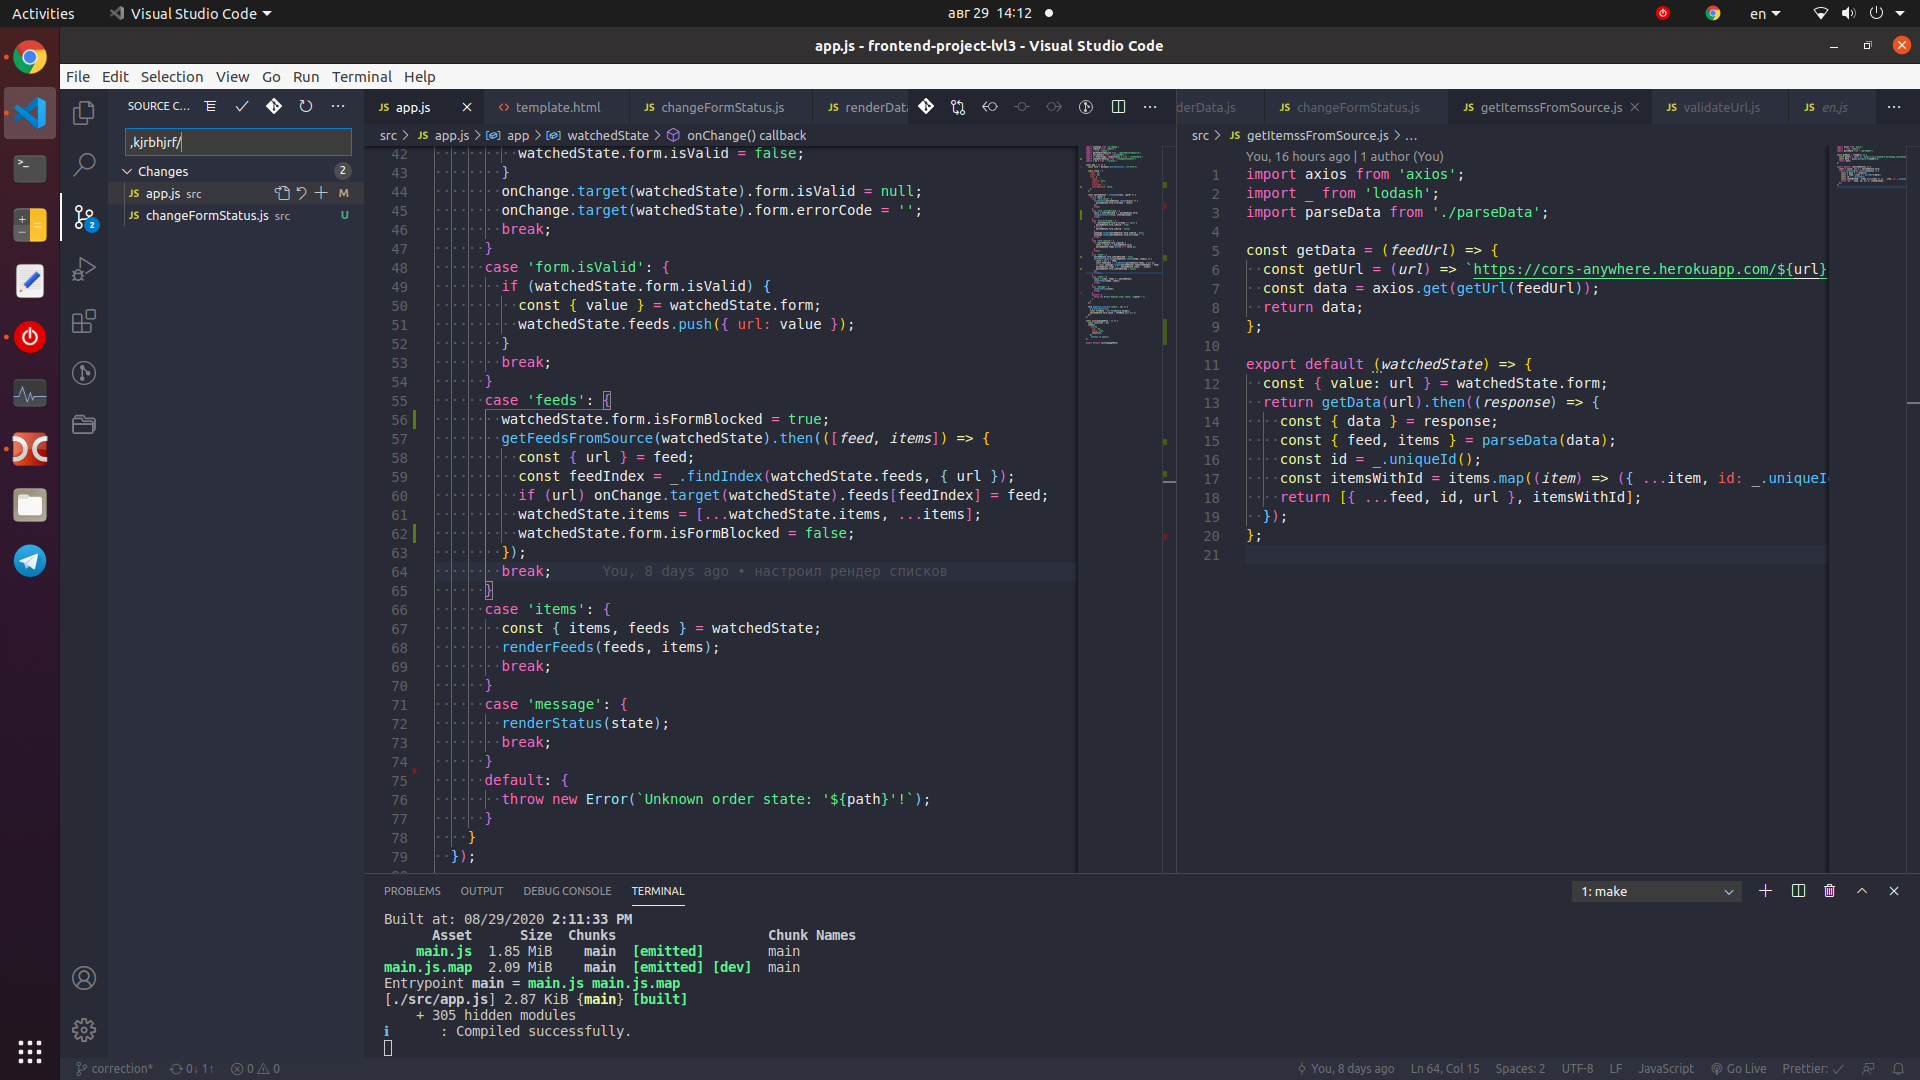 Activities
Visual Studio Code
авг 29 14:12
en
app.js - frontend-project-lvl3 - Visual Studio Code
File Edit Selection View Go Run Terminal Help
SOURCE C...
,kjrbhjrf/
Changes 2
JS app.js src M
JS changeFormStatus.js src U
2
JS app.js
<> template.html
JS changeFormStatus.js
JS renderDat
src > JS app.js > app > watchedState > onChange() callback
42 watchedState.form.isValid = false;
43 }
44 onChange.target(watchedState).form.isValid = null;
45 onChange.target(watchedState).form.errorCode = '';
46 break;
47 }
48 case 'form.isValid': {
49 if (watchedState.form.isValid) {
50 const { value } = watchedState.form;
51 watchedState.feeds.push({ url: value });
52 }
53 break;
54 }
55 case 'feeds': {
56 watchedState.form.isFormBlocked = true;
57 getFeedsFromSource(watchedState).then(([feed, items]) => {
58 const { url } = feed;
59 const feedIndex = _.findIndex(watchedState.feeds, { url });
60 if (url) onChange.target(watchedState).feeds[feedIndex] = feed;
61 watchedState.items = [...watchedState.items, ...items];
62 watchedState.form.isFormBlocked = false;
63 });
64 break; You, 8 days ago • настроил рендер списков
65 }
66 case 'items': {
67 const { items, feeds } = watchedState;
68 renderFeeds(feeds, items);
69 break;
70 }
71 case 'message': {
72 renderStatus(state);
73 break;
74 }
75 default: {
76 throw new Error(`Unknown order state: '${path}'!`);
77 }
78 }
79 });
derData.js
JS changeFormStatus.js
JS getItemssFromSource.js
JS validateUrl.js
JS en.js
src > JS getItemssFromSource.js > ...
You, 16 hours ago | 1 author (You)
1 import axios from 'axios';
2 import _ from 'lodash';
3 import parseData from './parseData';
4
5 const getData = (feedUrl) => {
6 const getUrl = (url) => `https://cors-anywhere.herokuapp.com/${url}
7 const data = axios.get(getUrl(feedUrl));
8 return data;
9 };
10
11 export default (watchedState) => {
12 const { value: url } = watchedState.form;
13 return getData(url).then((response) => {
14 const { data } = response;
15 const { feed, items } = parseData(data);
16 const id = _.uniqueId();
17 const itemsWithId = items.map((item) => ({ ...item, id: _.uniqueI
18 return [{ ...feed, id, url }, itemsWithId];
19 });
20 };
21
PROBLEMS OUTPUT DEBUG CONSOLE TERMINAL
1: make
Built at: 08/29/2020 2:11:33 PM
Asset Size Chunks Chunk Names
main.js 1.85 MiB main [emitted] main
main.js.map 2.09 MiB main [emitted] [dev] main
Entrypoint main = main.js main.js.map
[./src/app.js] 2.87 KiB {main} [built]
+ 305 hidden modules
ℹ : Compiled successfully.
correction* 0↓ 1↑ 0 0
You, 8 days ago Ln 64, Col 15 Spaces: 2 UTF-8 LF JavaScript Go Live Prettier: ✓